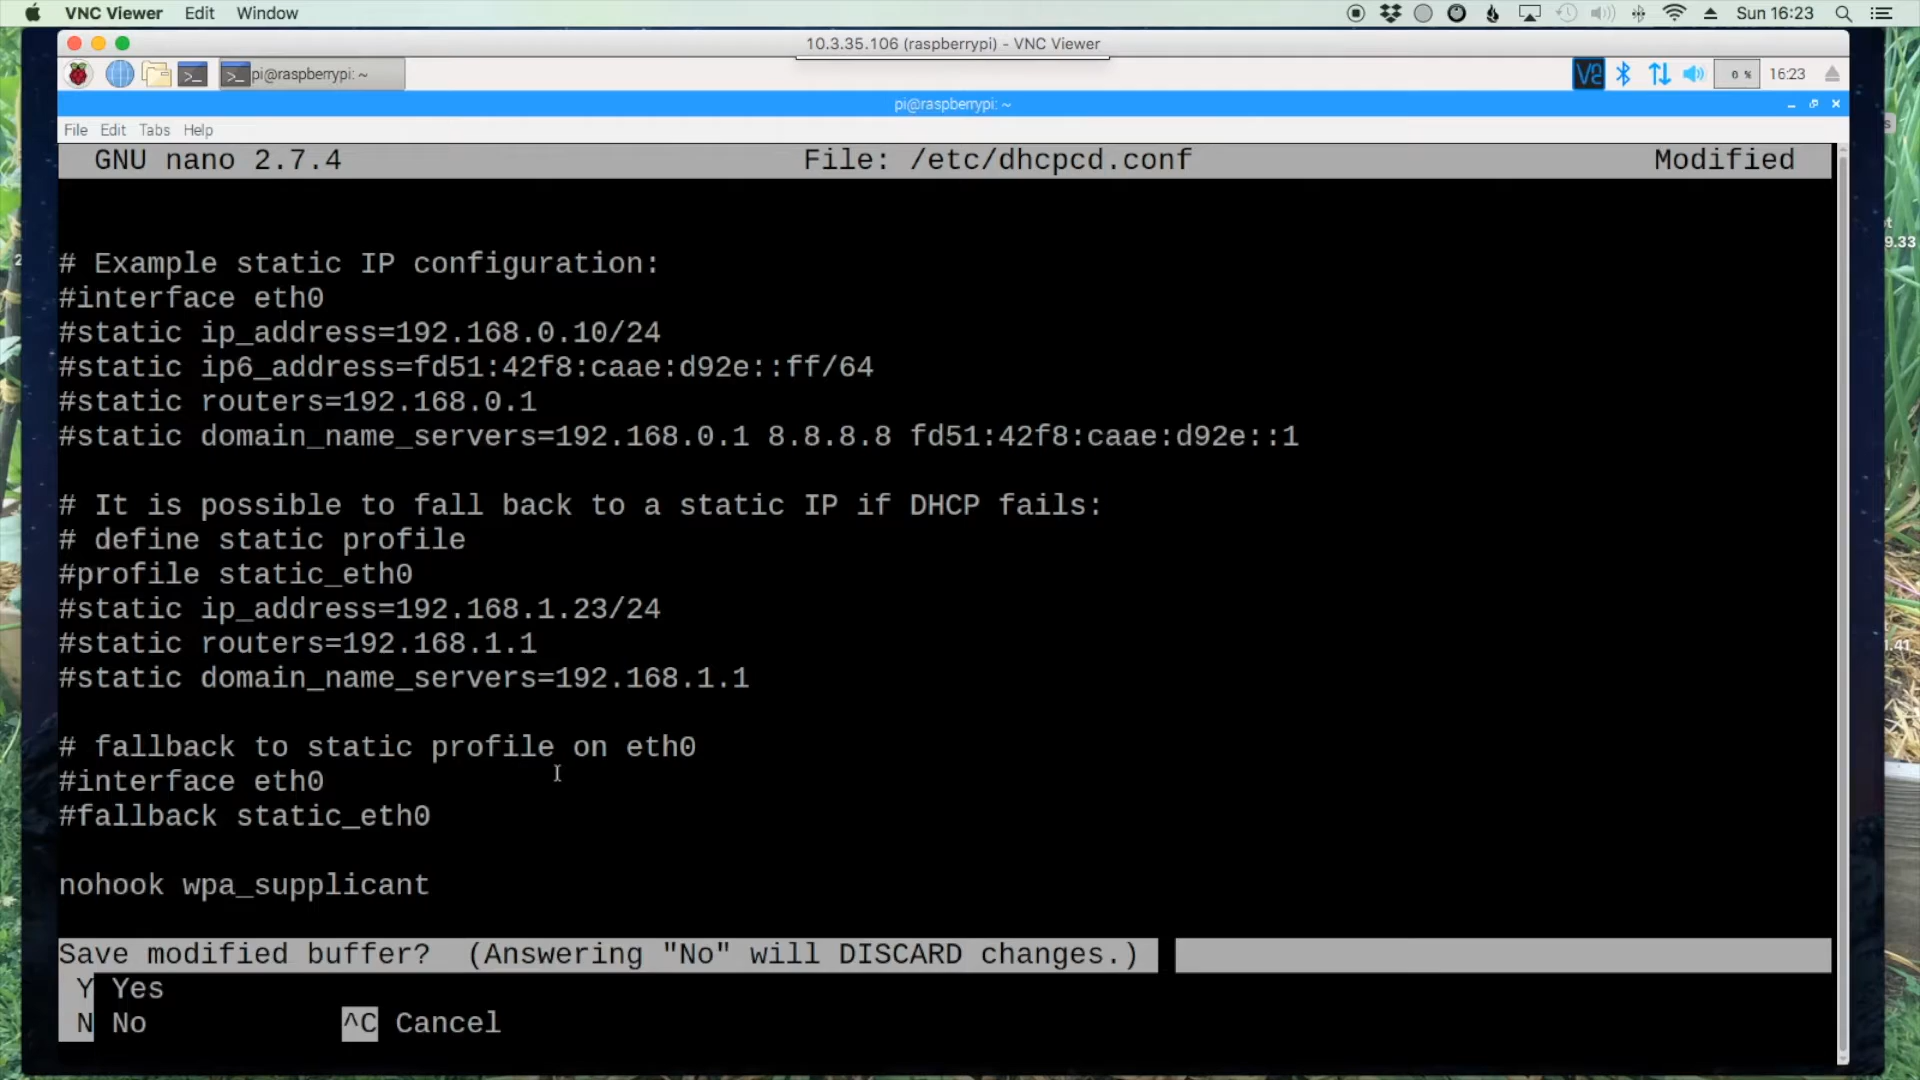 VNC Viewer Edit Window Sun 16:23
10.3.35.106 (raspberrypi) - VNC Viewer
pi@raspberrypi: ~ 0 % 16:23
pi@raspberrypi: ~
File Edit Tabs Help
GNU nano 2.7.4 File: /etc/dhcpcd.conf Modified
# Example static IP configuration:
#interface eth0
#static ip_address=192.168.0.10/24
#static ip6_address=fd51:42f8:caae:d92e::ff/64
#static routers=192.168.0.1
#static domain_name_servers=192.168.0.1 8.8.8.8 fd51:42f8:caae:d92e::1
# It is possible to fall back to a static IP if DHCP fails:
# define static profile
#profile static_eth0
#static ip_address=192.168.1.23/24
#static routers=192.168.1.1
#static domain_name_servers=192.168.1.1
# fallback to static profile on eth0
#interface eth0
#fallback static_eth0
nohook wpa_supplicant
Save modified buffer? (Answering "No" will DISCARD changes.)
Y Yes
N No ^C Cancel
9.33
.41